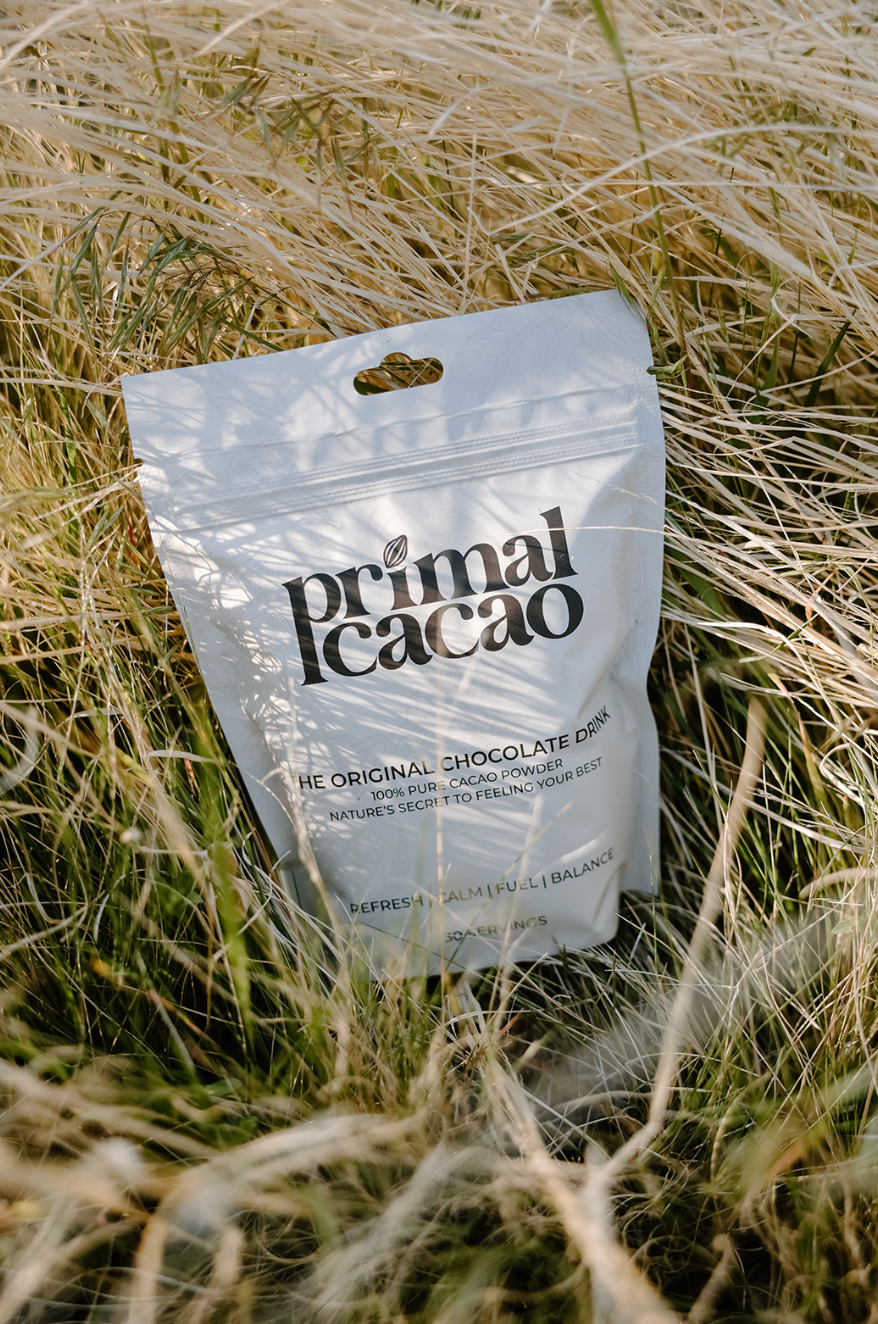 primal
cacao
HE ORIGINAL CHOCOLATE DRINK
100% PURE CACAO POWDER
NATURE'S SECRET TO FEELING YOUR BEST
REFRESH | CALM | FUEL | BALANCE
30 SERVINGS